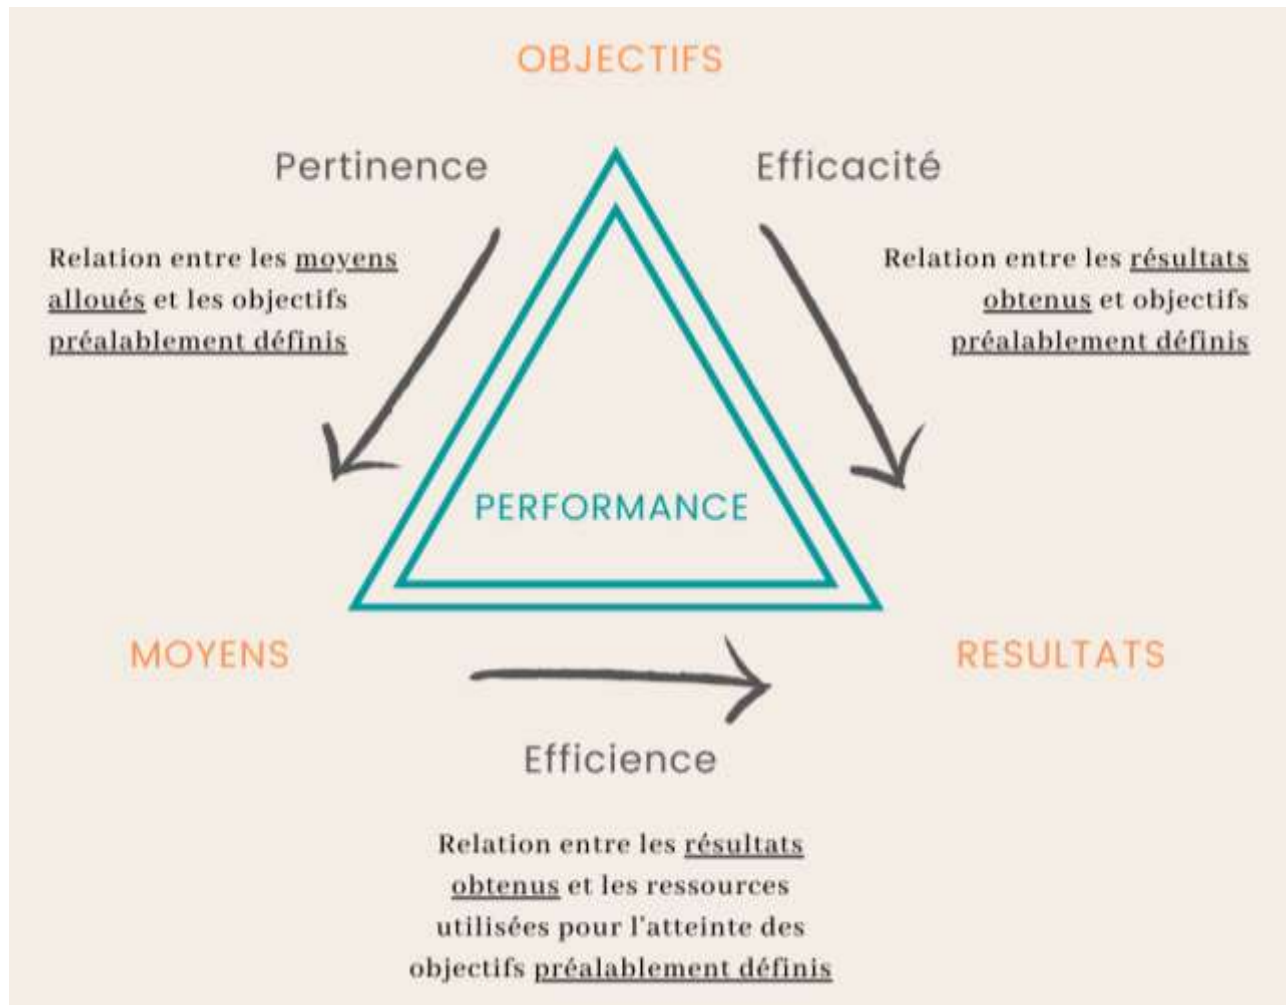 OBJECTIFS
Pertinence
Efficacité
Relation entre les moyens
alloués et les objectifs
préalablement définis
Relation entre les résultats
obtenus et objectifs
préalablement définis
PERFORMANCE
MOYENS
RESULTATS
Efficience
Relation entre les résultats
obtenus et les ressources
utilisées pour l'atteinte des
objectifs préalablement définis